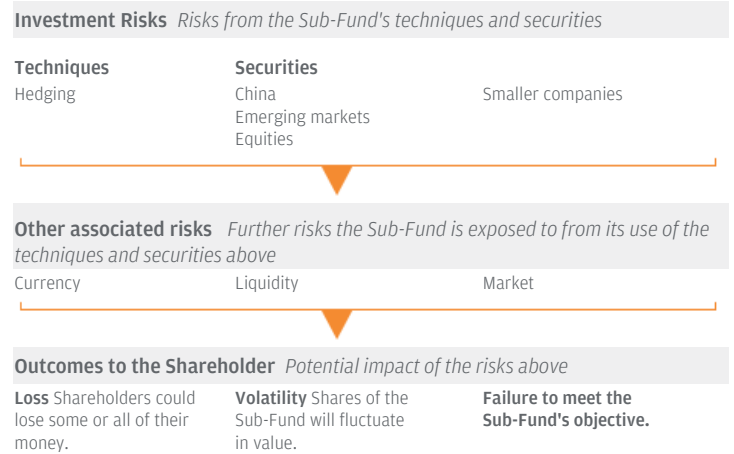 Investment Risks Risks from the Sub-Fund's techniques and securities
Techniques
Hedging
Securities
China
Emerging markets
Equities
Smaller companies
Other associated risks Further risks the Sub-Fund is exposed to from its use of the
techniques and securities above
Currency
Liquidity
Market
Outcomes to the Shareholder Potential impact of the risks above
Loss Shareholders could
lose some or all of their
money.
Volatility Shares of the
Sub-Fund will fluctuate
in value.
Failure to meet the
Sub-Fund's objective.